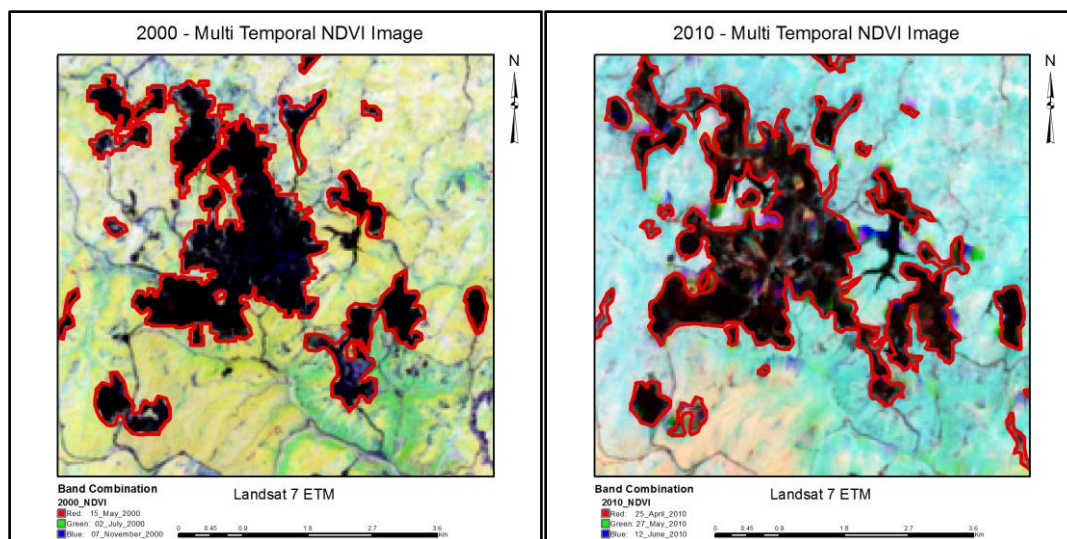 2000 - Multi Temporal NDVI Image
N
Band Combination
2000_NDVI
Red: 15_May_2000
Green: 02_July_2000
Blue: 07_November_2000
Landsat 7 ETM
0 0.45 0.9 1.8 2.7 3.6
Km
2010 - Multi Temporal NDVI Image
N
Band Combination
2010_NDVI
Red: 25_April_2010
Green: 27_May_2010
Blue: 12_June_2010
Landsat 7 ETM
0 0.45 0.9 1.8 2.7 3.6
Km